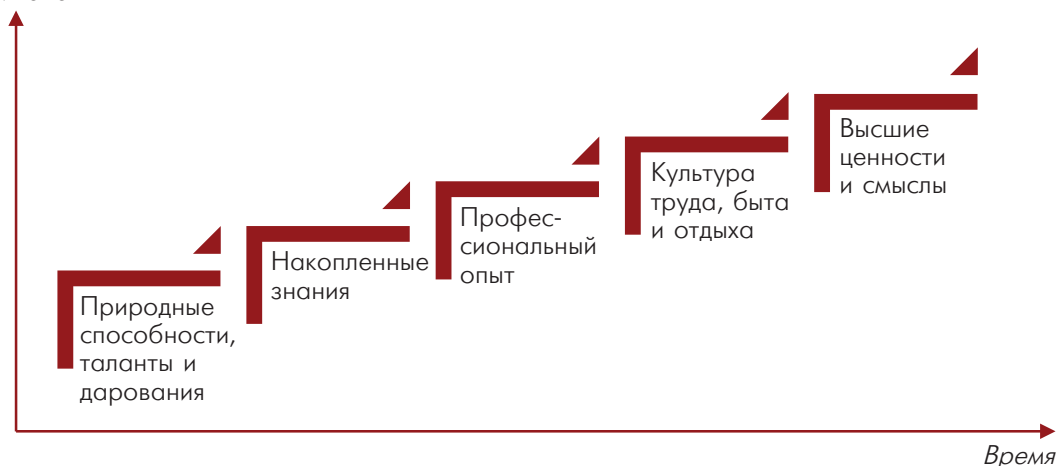 Высшие
ценности
и смыслы
Культура
труда, быта
и отдыха
Профес-
сиональный
опыт
Накопленные
знания
Природные
способности,
таланты и
дарования
Время